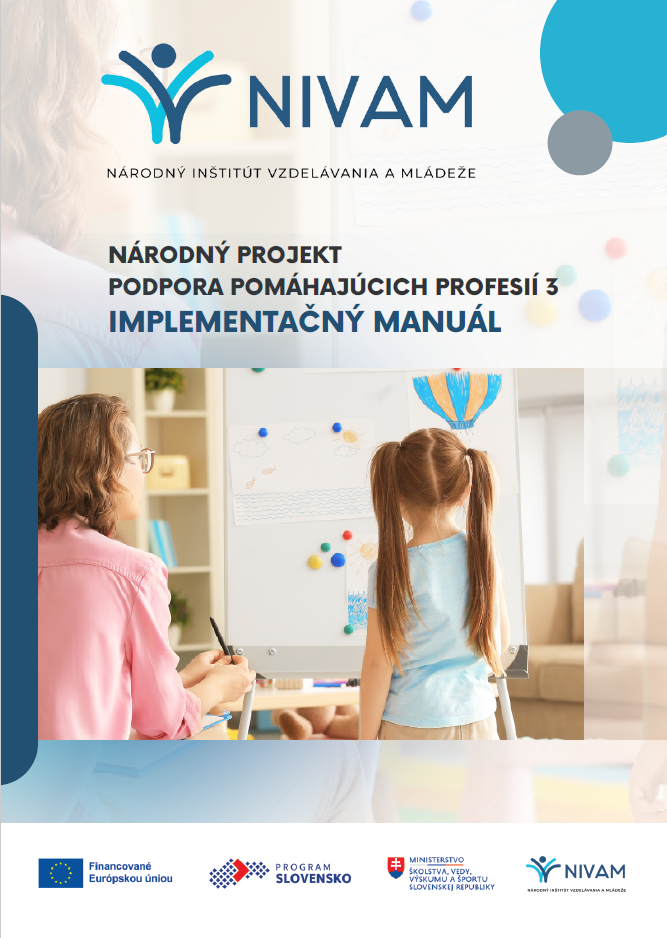 NIVAM
NÁRODNÝ INŠTITÚT VZDELÁVANIA A MLÁDEŽE
NÁRODNÝ PROJEKT
PODPORA POMÁHAJÚCICH PROFESIÍ 3
IMPLEMENTAČNÝ MANUÁL
Financované
Európskou úniou
PROGRAM
SLOVENSKO
MINISTERSTVO
ŠKOLSTVA, VEDY,
VÝSKUMU A ŠPORTU
SLOVENSKEJ REPUBLIKY
NIVAM
NÁRODNÝ INŠTITÚT VZDELÁVANIA A MLÁDEŽE